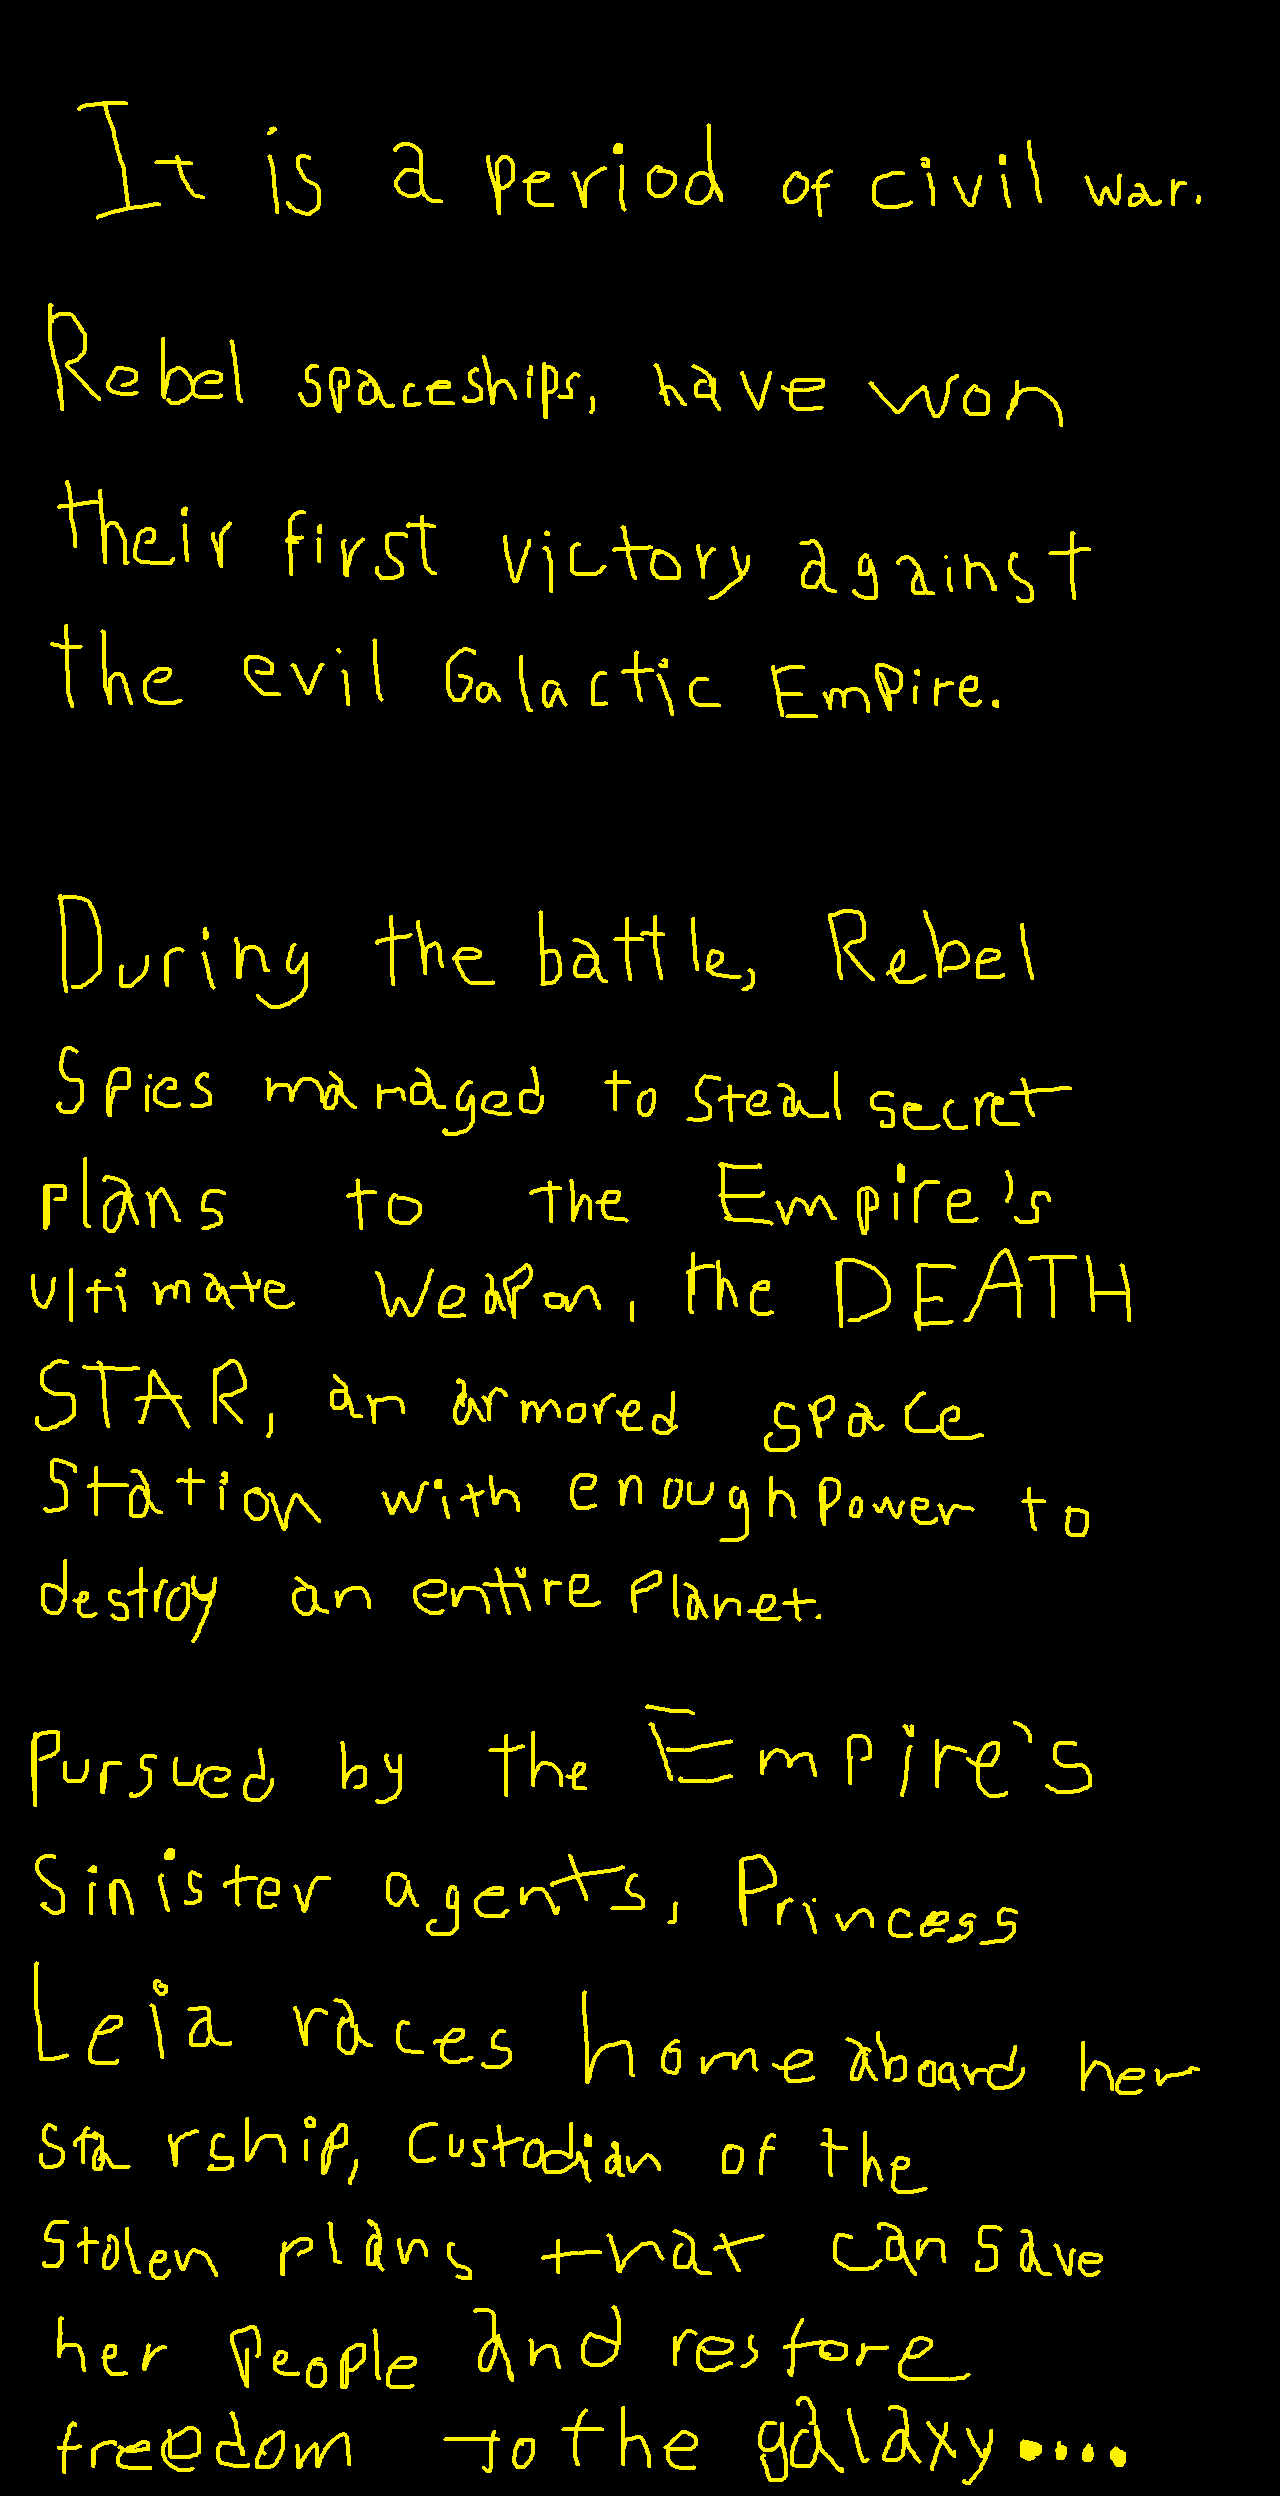 It is a period of civil war.
Rebel spaceships, have won
their first victory against
the evil Galactic Empire.
During the battle, Rebel
Spies managed to steal secret
plans to the Empire's
ultimate weapon, the DEATH
STAR, an armored space
Station with enough power to
destroy an entire planet.
Pursued by the Empire's
Sinister agents, Princess
Leia races home aboard her
starship, custodian of the
stolen plans that can save
her people and restore
freedom to the galaxy....